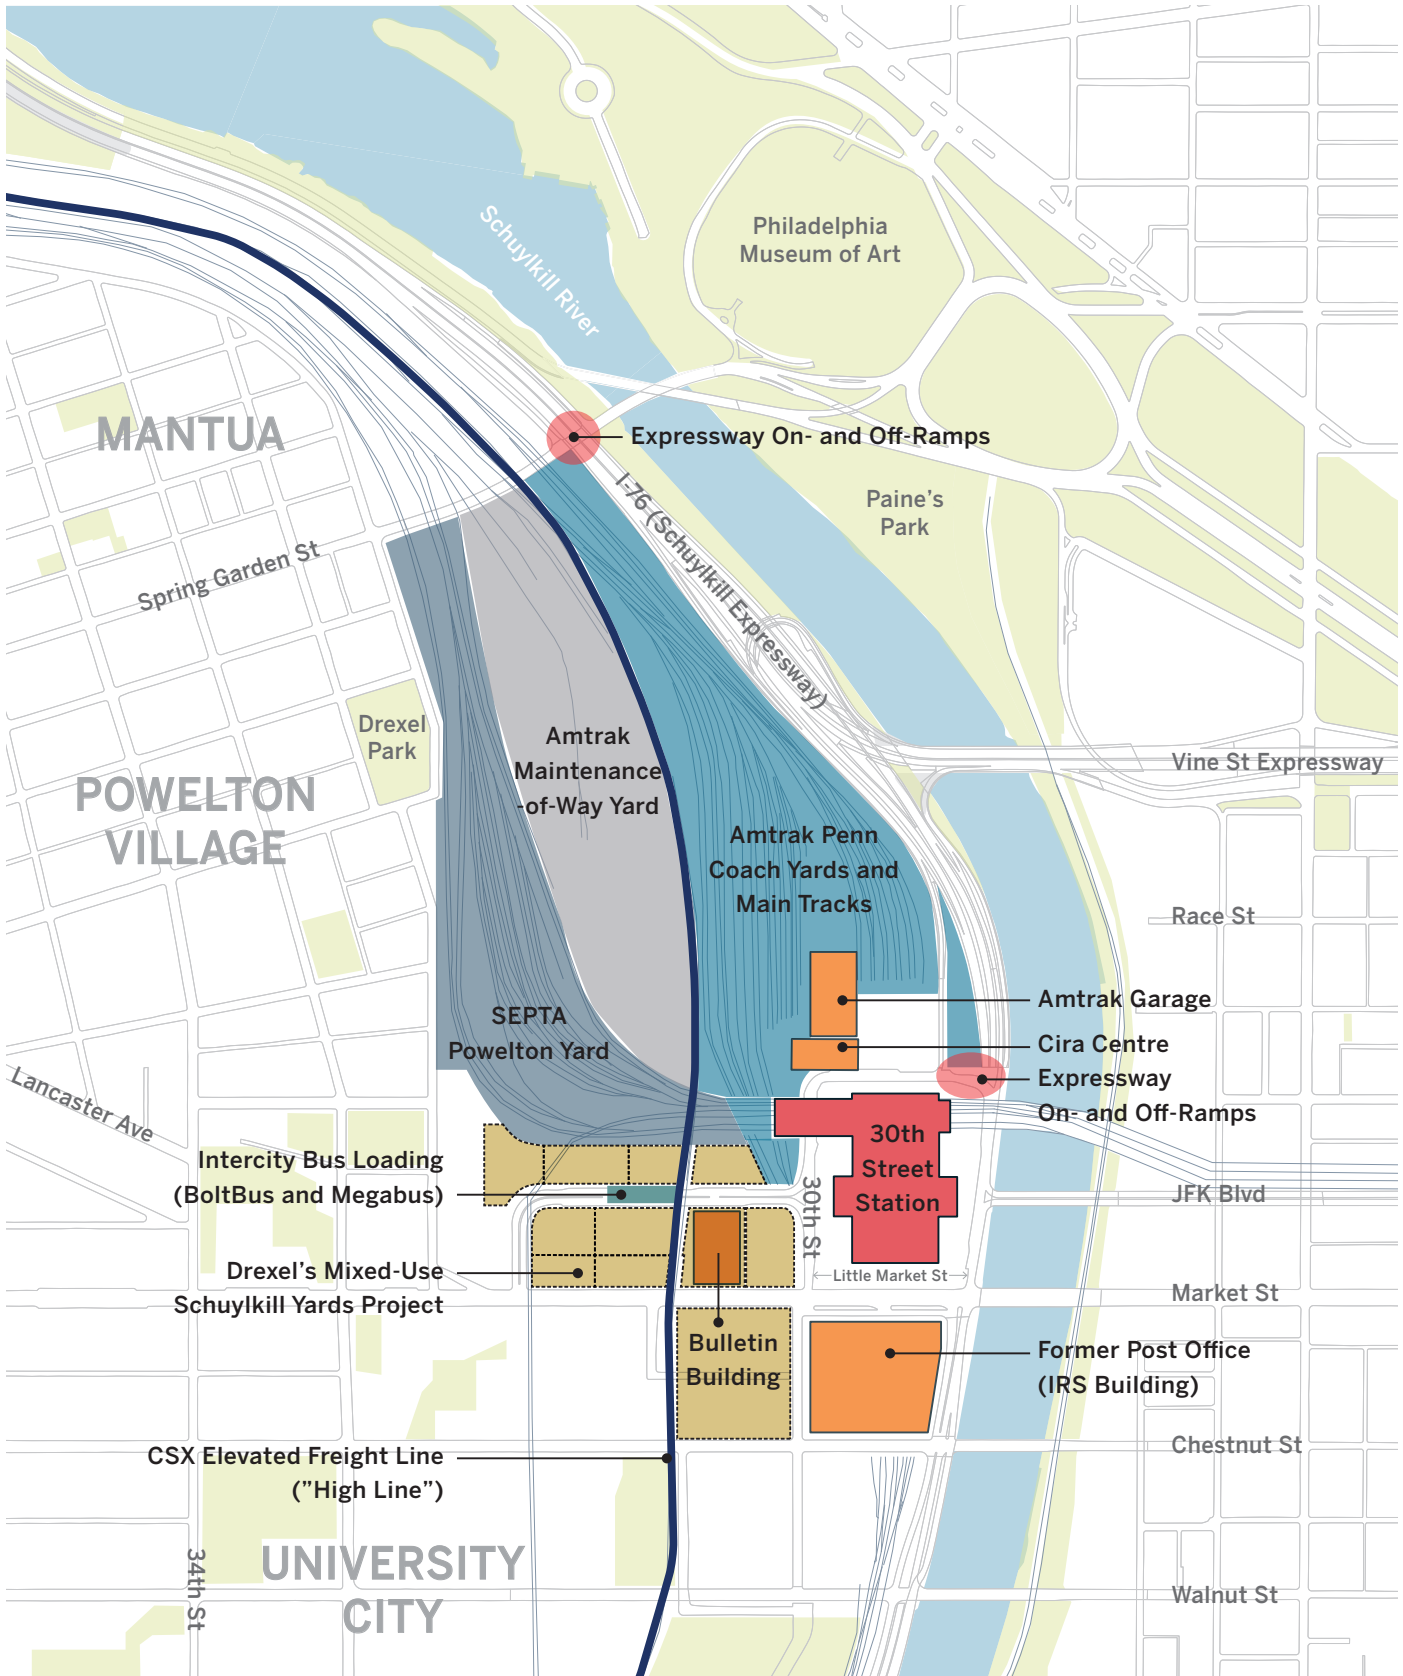 Schuylkill River
Philadelphia
Museum of Art
MANTUA
Expressway On- and Off-Ramps
I-76 (Schuylkill Expressway)
Paine's
Park
Spring Garden St
Drexel
Park
Amtrak
Maintenance
-of-Way Yard
Vine St Expressway
POWELTON
VILLAGE
Amtrak Penn
Coach Yards and
Main Tracks
Race St
Amtrak Garage
SEPTA
Powelton Yard
Cira Centre
Expressway
On- and Off-Ramps
Lancaster Ave
30th
Street
Station
Intercity Bus Loading
(BoltBus and Megabus)
30th St
JFK Blvd
Drexel's Mixed-Use
Schuylkill Yards Project
Little Market St
Market St
Bulletin
Building
Former Post Office
(IRS Building)
Chestnut St
CSX Elevated Freight Line
(”High Line”)
34th St
UNIVERSITY
CITY
Walnut St